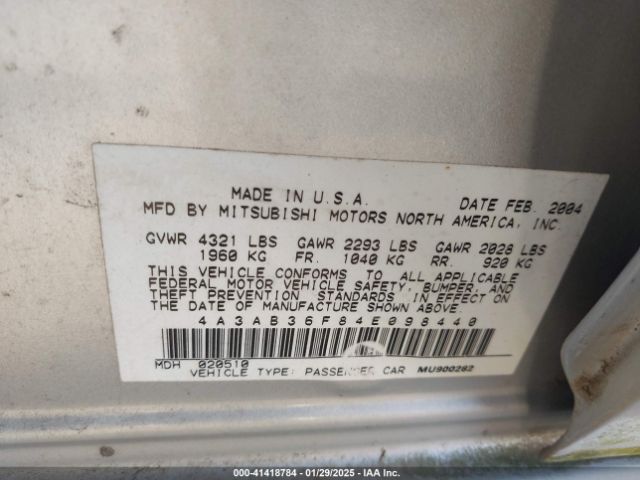 MADE IN U.S.A. DATE FEB. 2004
MFD BY MITSUBISHI MOTORS NORTH AMERICA, INC.
GVWR 4321 LBS GAWR 2293 LBS GAWR 2028 LBS
1960 KG FR. 1040 KG RR. 920 KG
THIS VEHICLE CONFORMS TO ALL APPLICABLE
FEDERAL MOTOR VEHICLE SAFETY, BUMPER, AND
THEFT PREVENTION STANDARDS IN EFFECT ON
THE DATE OF MANUFACTURE SHOWN ABOVE.
4A3AB36F84E098440
MDH 020510
VEHICLE TYPE: PASSENGER CAR MU900282
000-41418784 | 01/29/2025 | IAA Inc.